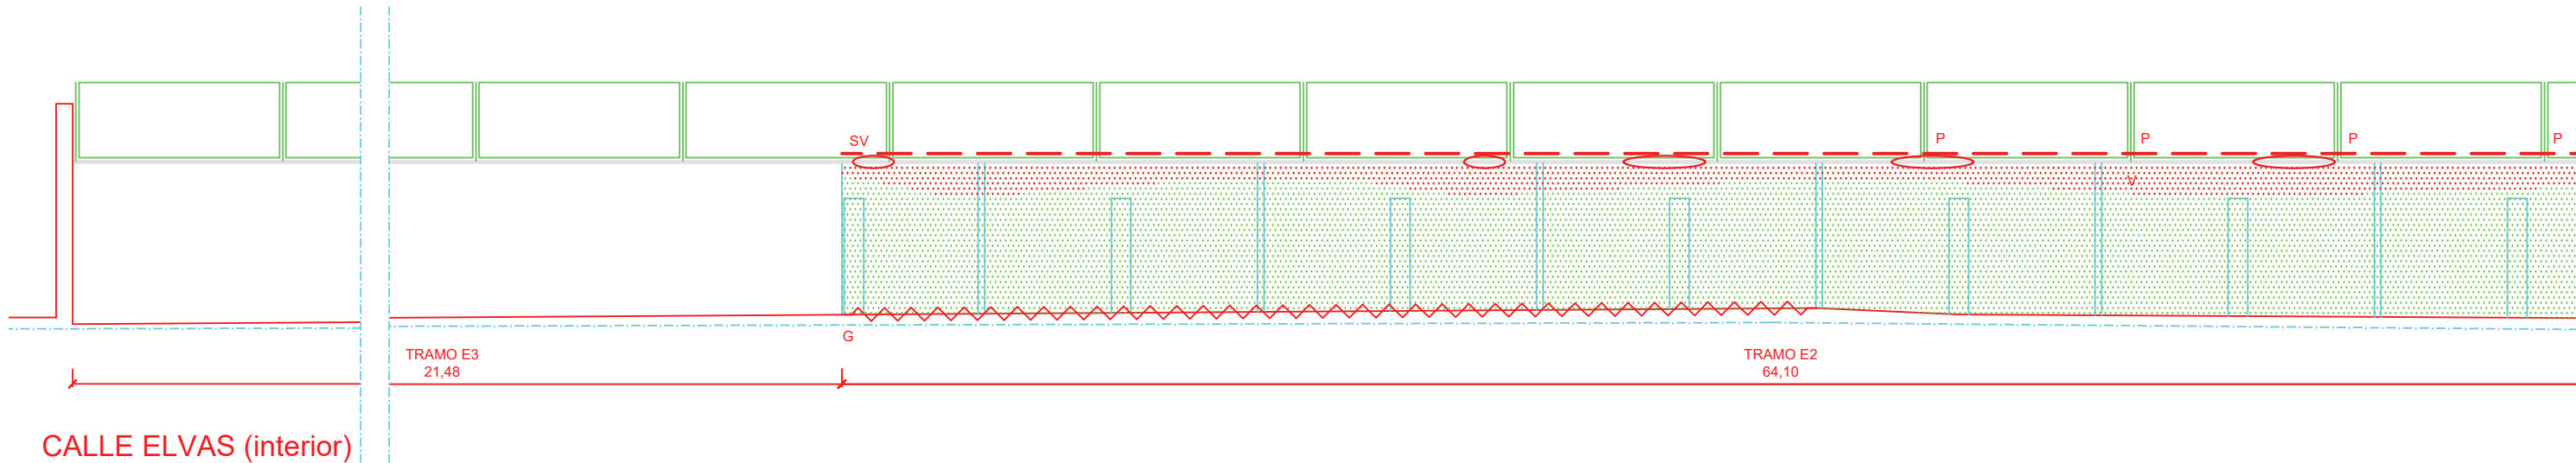 SV
P
P
P
P
V
G
TRAMO E3
21,48
TRAMO E2
64,10
CALLE ELVAS (interior)